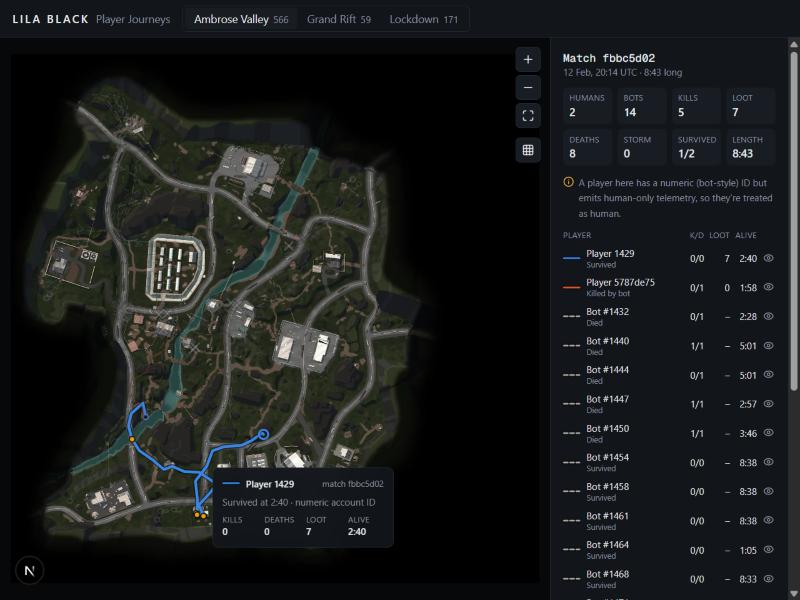 LILA BLACK Player Journeys Ambrose Valley 566 Grand Rift 59 Lockdown 171
Match fbbc5d02
12 Feb, 20:14 UTC · 8:43 long
HUMANS BOTS KILLS LOOT
2 14 5 7
DEATHS STORM SURVIVED LENGTH
8 0 1/2 8:43
A player here has a numeric (bot-style) ID but
emits human-only telemetry, so they're treated
as human.
PLAYER K/D LOOT ALIVE
Player 1429 0/0 7 2:40
Survived
Player 5787de75 0/1 0 1:58
Killed by bot
Bot #1432 0/1 – 2:28
Died
Bot #1440 1/1 – 5:01
Died
Bot #1444 0/1 – 5:01
Died
Bot #1447 1/1 – 2:57
Died
Bot #1450 1/1 – 3:46
Died
Bot #1454 0/0 – 8:38
Survived
Bot #1458 0/0 – 8:38
Survived
Bot #1461 0/0 – 8:38
Survived
Bot #1464 0/0 – 1:05
Survived
Bot #1468 0/0 – 8:33
Survived
Player 1429 match fbbc5d02
Survived at 2:40 · numeric account ID
KILLS DEATHS LOOT ALIVE
0 0 7 2:40
N